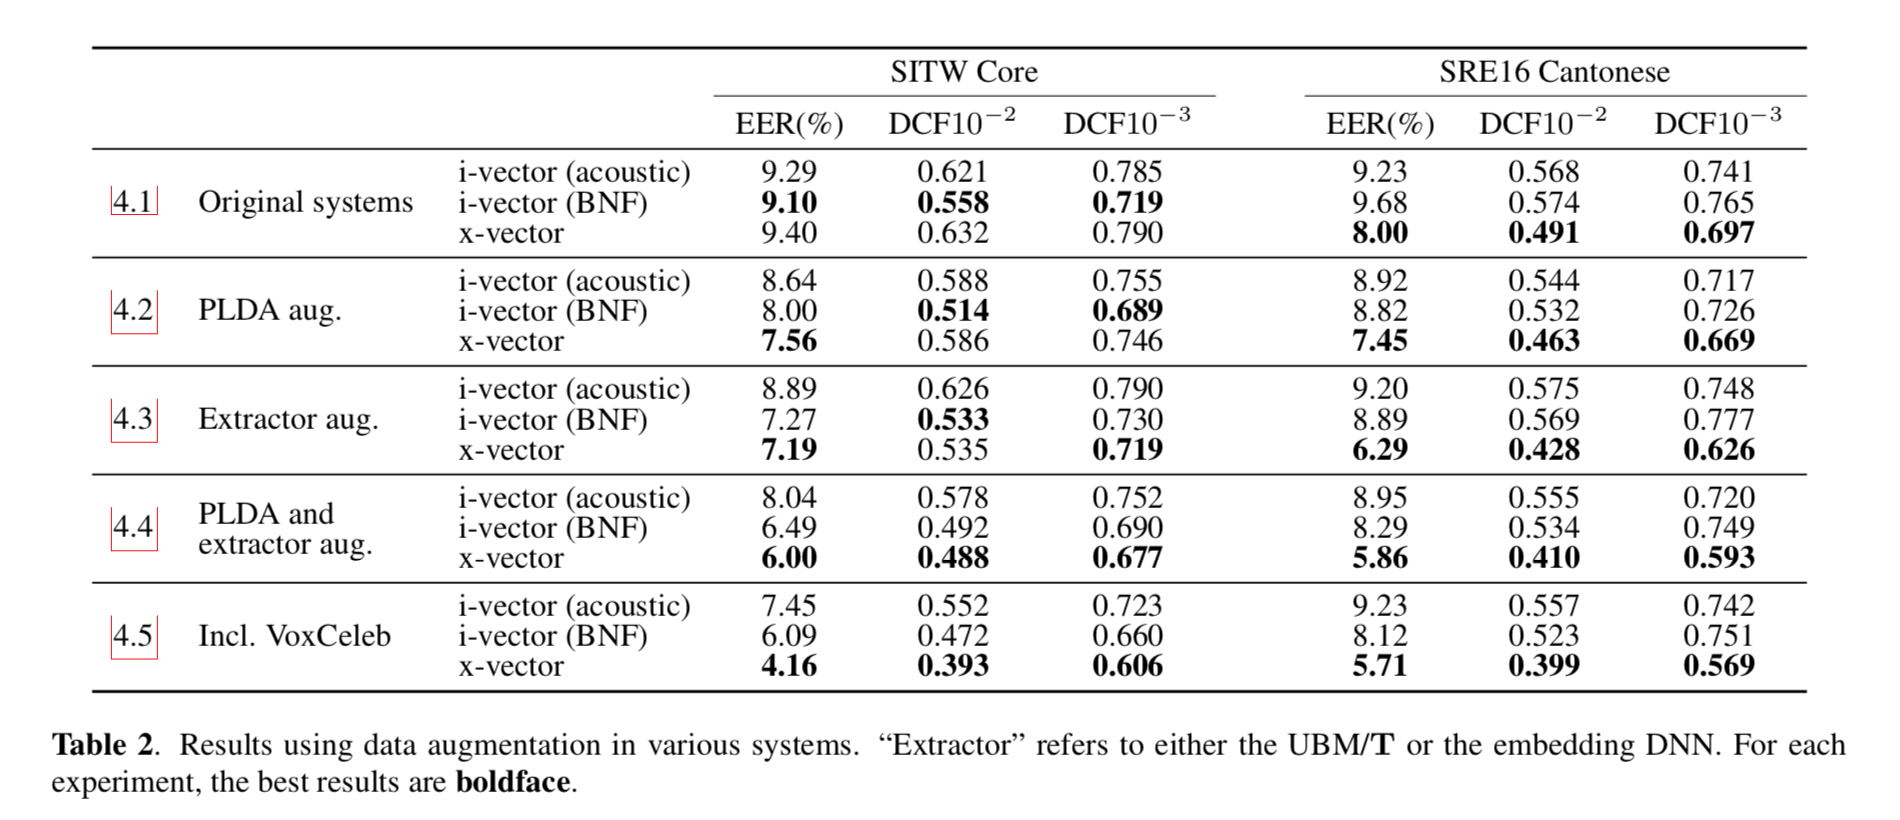 SITW Core SRE16 Cantonese
EER(%) DCF10⁻² DCF10⁻³ EER(%) DCF10⁻² DCF10⁻³
i-vector (acoustic) 9.29 0.621 0.785 9.23 0.568 0.741
4.1 Original systems i-vector (BNF) 9.10 0.558 0.719 9.68 0.574 0.765
x-vector 9.40 0.632 0.790 8.00 0.491 0.697
i-vector (acoustic) 8.64 0.588 0.755 8.92 0.544 0.717
4.2 PLDA aug. i-vector (BNF) 8.00 0.514 0.689 8.82 0.532 0.726
x-vector 7.56 0.586 0.746 7.45 0.463 0.669
i-vector (acoustic) 8.89 0.626 0.790 9.20 0.575 0.748
4.3 Extractor aug. i-vector (BNF) 7.27 0.533 0.730 8.89 0.569 0.777
x-vector 7.19 0.535 0.719 6.29 0.428 0.626
i-vector (acoustic) 8.04 0.578 0.752 8.95 0.555 0.720
4.4 PLDA and extractor aug. i-vector (BNF) 6.49 0.492 0.690 8.29 0.534 0.749
x-vector 6.00 0.488 0.677 5.86 0.410 0.593
i-vector (acoustic) 7.45 0.552 0.723 9.23 0.557 0.742
4.5 Incl. VoxCeleb i-vector (BNF) 6.09 0.472 0.660 8.12 0.523 0.751
x-vector 4.16 0.393 0.606 5.71 0.399 0.569
Table 2. Results using data augmentation in various systems. “Extractor” refers to either the UBM/T or the embedding DNN. For each
experiment, the best results are boldface.